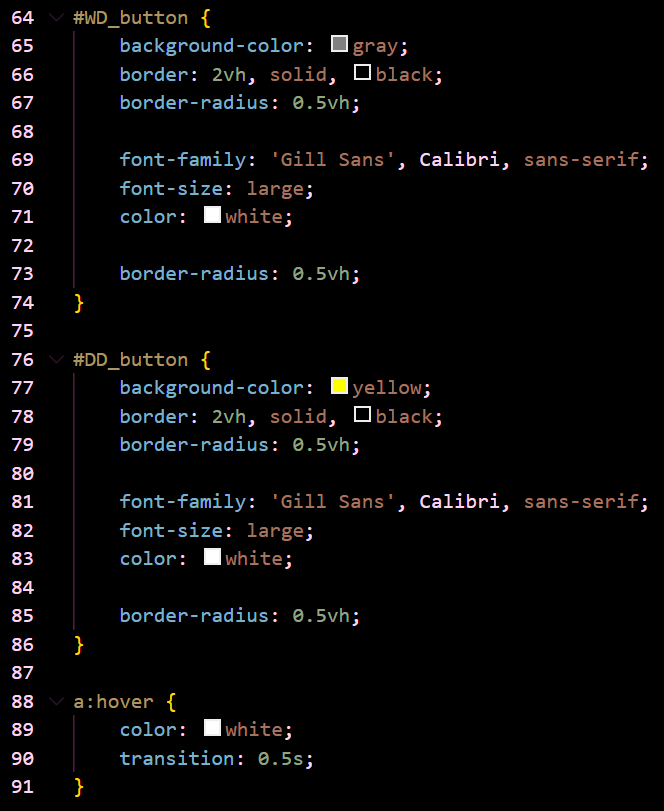 64 #WD_button {
65 background-color: gray;
66 border: 2vh, solid, black;
67 border-radius: 0.5vh;
68
69 font-family: 'Gill Sans', Calibri, sans-serif;
70 font-size: large;
71 color: white;
72
73 border-radius: 0.5vh;
74 }
75
76 #DD_button {
77 background-color: yellow;
78 border: 2vh, solid, black;
79 border-radius: 0.5vh;
80
81 font-family: 'Gill Sans', Calibri, sans-serif;
82 font-size: large;
83 color: white;
84
85 border-radius: 0.5vh;
86 }
87
88 a:hover {
89 color: white;
90 transition: 0.5s;
91 }